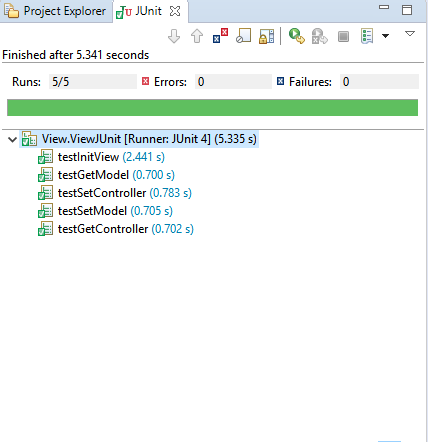 Project Explorer JUnit
Finished after 5.341 seconds
Runs: 5/5 Errors: 0 Failures: 0
View.ViewJUnit [Runner: JUnit 4] (5.335 s)
testInitView (2.441 s)
testGetModel (0.700 s)
testSetController (0.783 s)
testSetModel (0.705 s)
testGetController (0.702 s)